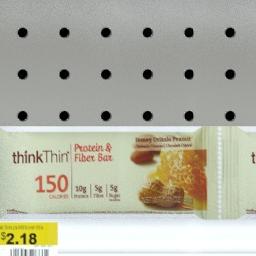 Honey Drizzle Peanut
thinkThin®
Protein &
Fiber Bar
150
CALORIES
10g 5g 5g
Protein Fiber Sugar
$2.18